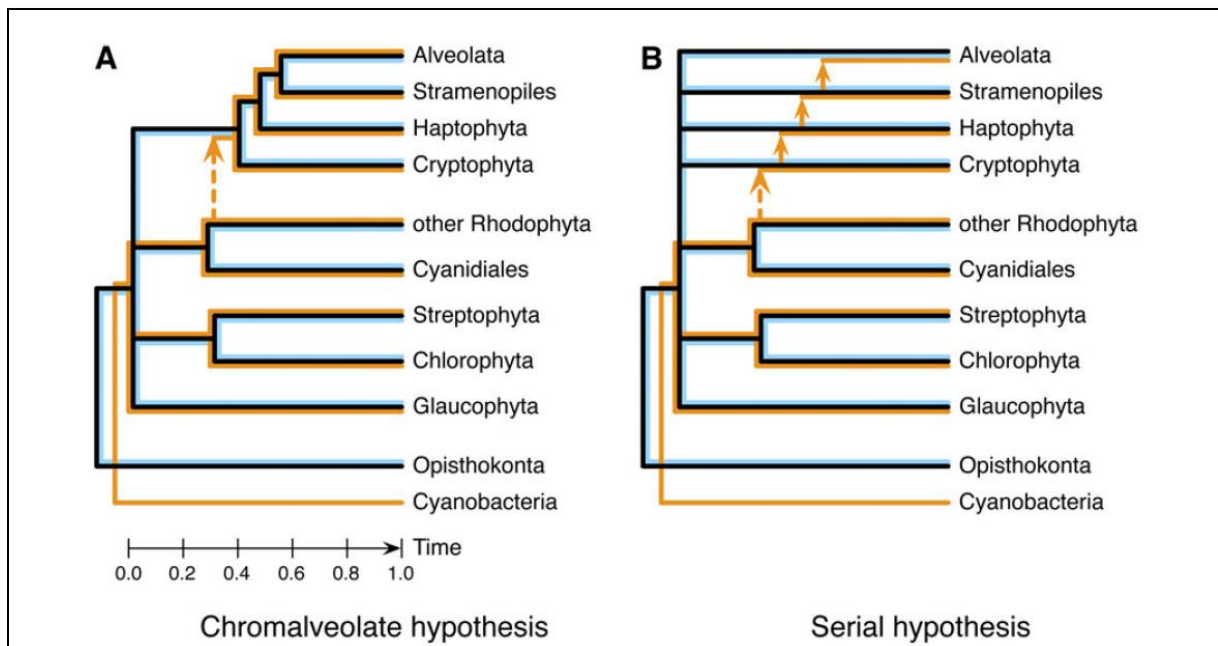 A
Alveolata
Stramenopiles
Haptophyta
Cryptophyta
other Rhodophyta
Cyanidiales
Streptophyta
Chlorophyta
Glaucophyta
Opisthokonta
Cyanobacteria
Time
0.0 0.2 0.4 0.6 0.8 1.0
Chromalveolate hypothesis
B
Alveolata
Stramenopiles
Haptophyta
Cryptophyta
other Rhodophyta
Cyanidiales
Streptophyta
Chlorophyta
Glaucophyta
Opisthokonta
Cyanobacteria
Serial hypothesis